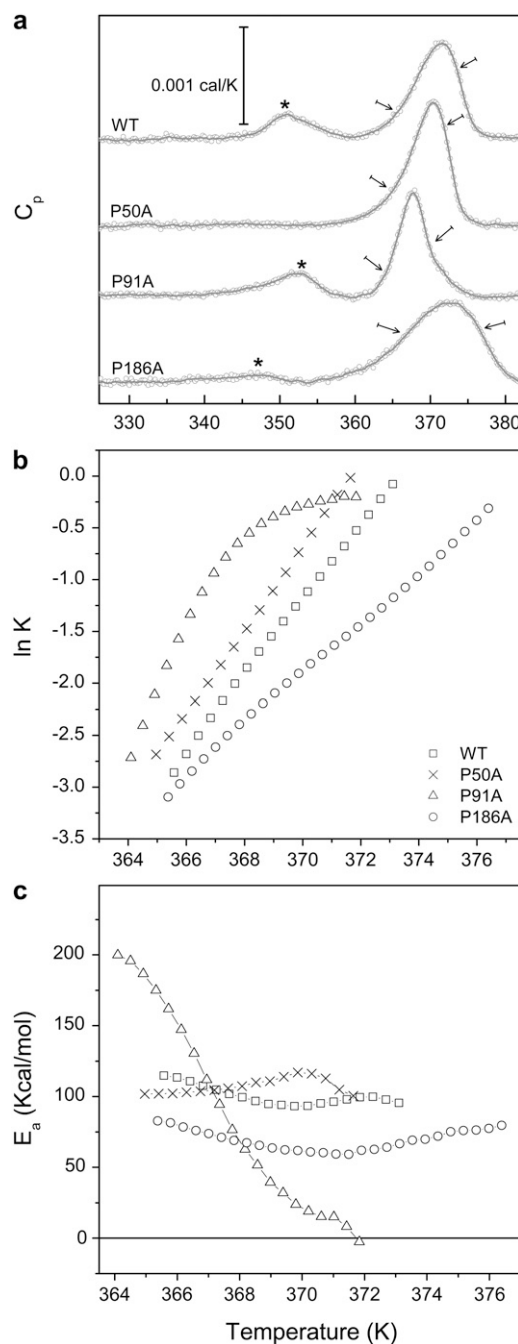 a
0.001 cal/K
*
WT
P50A
*
P91A
*
P186A
C_p
330 340 350 360 370 380
b
0.0
-0.5
-1.0
-1.5
-2.0
-2.5
-3.0
-3.5
ln K
WT
P50A
P91A
P186A
364 366 368 370 372 374 376
c
200
150
100
50
0
E_a (Kcal/mol)
364 366 368 370 372 374 376
Temperature (K)